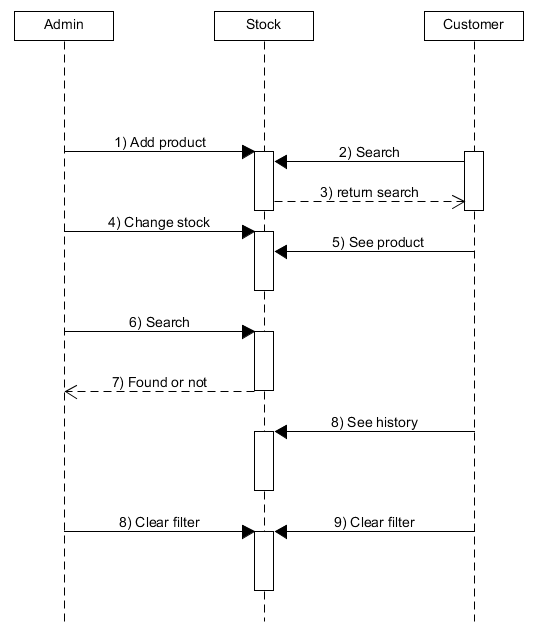 Admin
Stock
Customer
1) Add product
2) Search
3) return search
4) Change stock
5) See product
6) Search
7) Found or not
8) See history
8) Clear filter
9) Clear filter